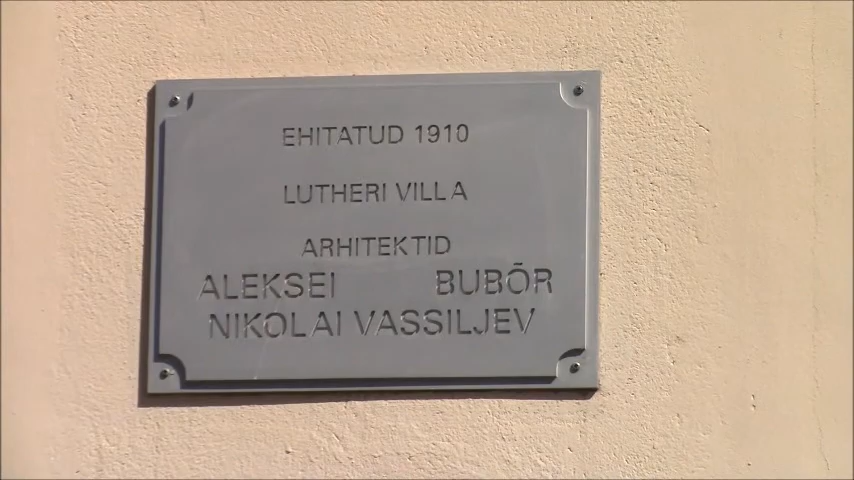 EHITATUD 1910
LUTHERI VILLA
ARHITEKTID
ALEKSEI BUBÕR
NIKOLAI VASSILJEV